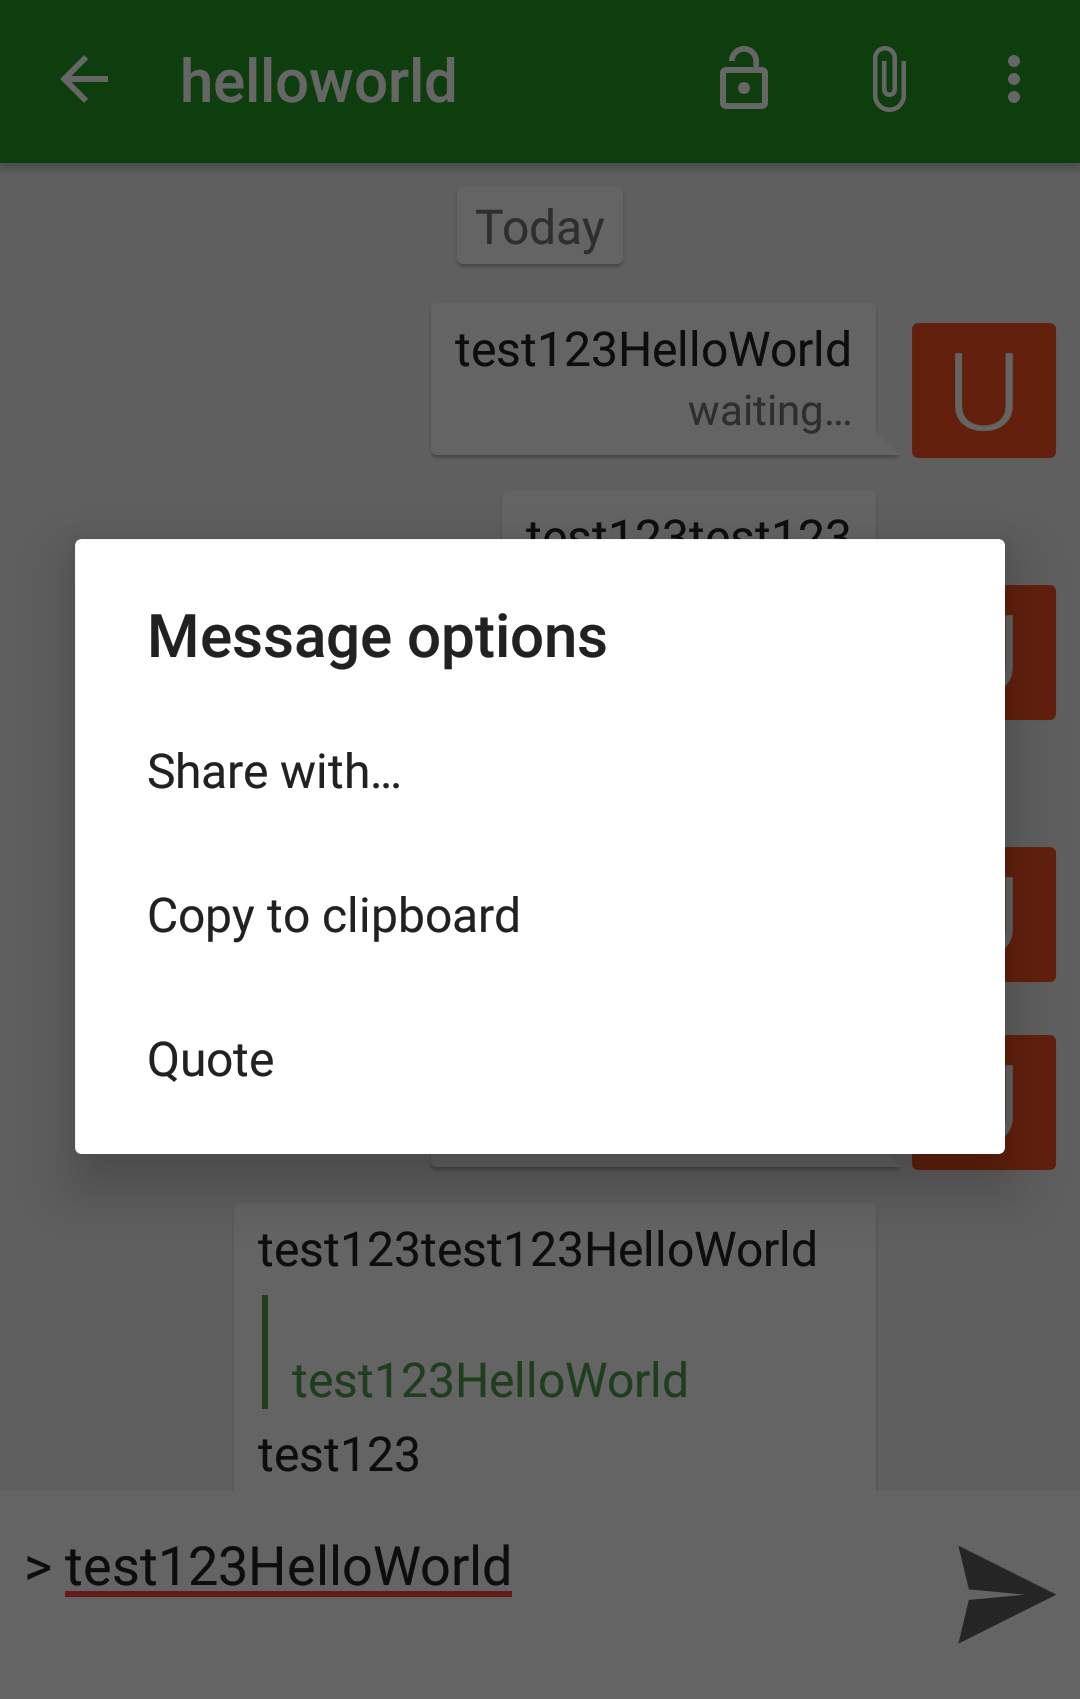 helloworld
Today
test123HelloWorld
waiting…
U
test123test123
Message options
Share with…
Copy to clipboard
Quote
test123test123HelloWorld
test123HelloWorld
test123
> test123HelloWorld